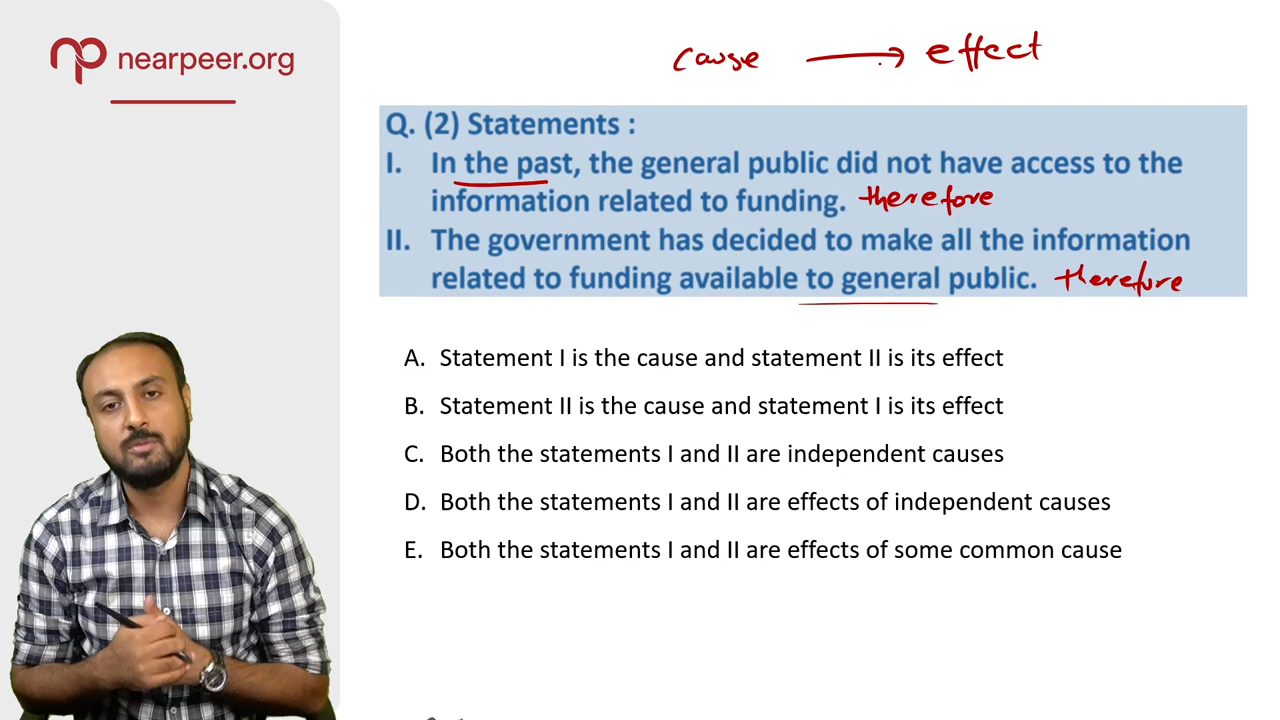 nearpeer.org
cause → effect
Q. (2) Statements :
I. In the past, the general public did not have access to the
information related to funding. therefore
II. The government has decided to make all the information
related to funding available to general public. therefore
A. Statement I is the cause and statement II is its effect
B. Statement II is the cause and statement I is its effect
C. Both the statements I and II are independent causes
D. Both the statements I and II are effects of independent causes
E. Both the statements I and II are effects of some common cause